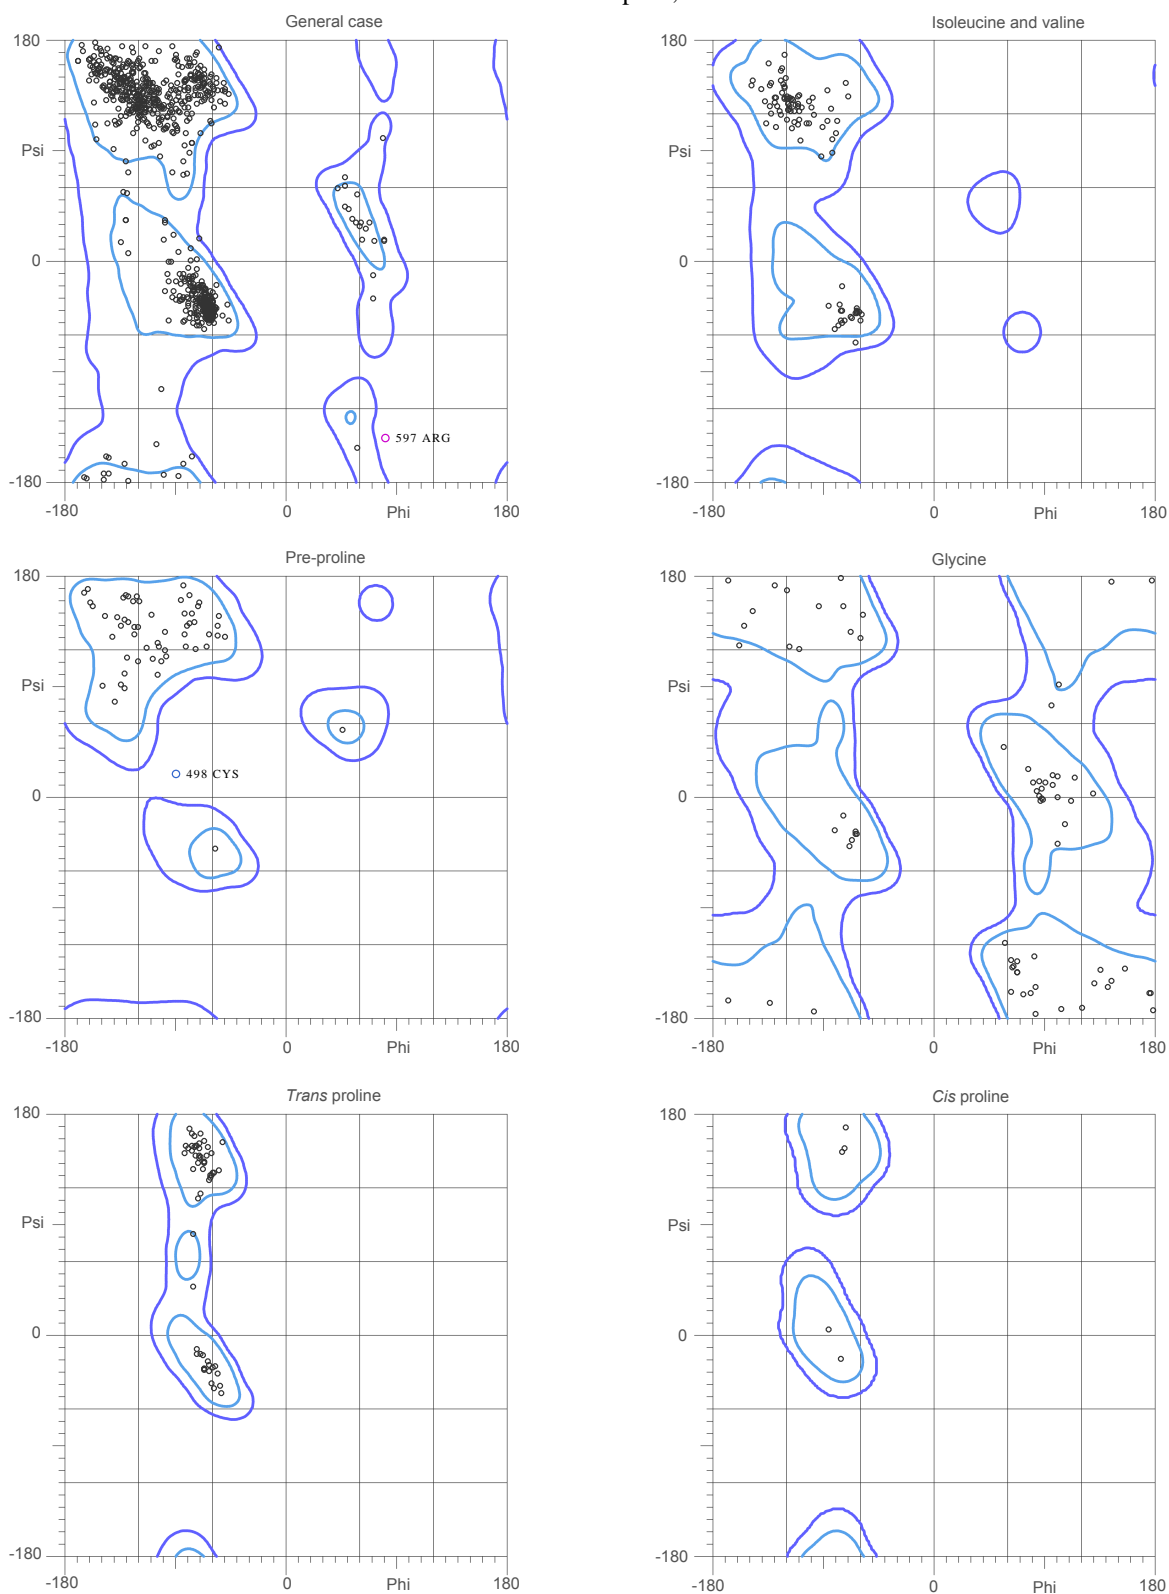 General case
Isoleucine and valine
180
180
Psi
Psi
0
0
597 ARG
-180
-180
-180
0
Phi
180
-180
0
Phi
180
Pre-proline
Glycine
180
180
Psi
Psi
498 CYS
0
0
-180
-180
-180
0
Phi
180
-180
0
Phi
180
Trans proline
Cis proline
180
180
Psi
Psi
0
0
-180
-180
-180
0
Phi
180
-180
0
Phi
180